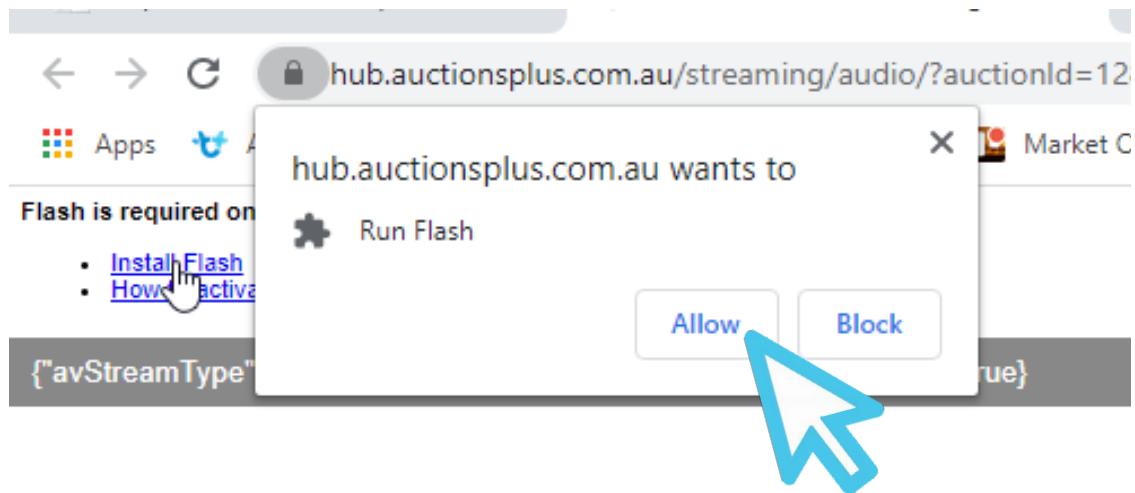 hub.auctionsplus.com.au/streaming/audio/?auctionId=12
Apps
Market
hub.auctionsplus.com.au wants to
Run Flash
Flash is required on
Install Flash
How
Allow Block
{"avStreamType" rue}